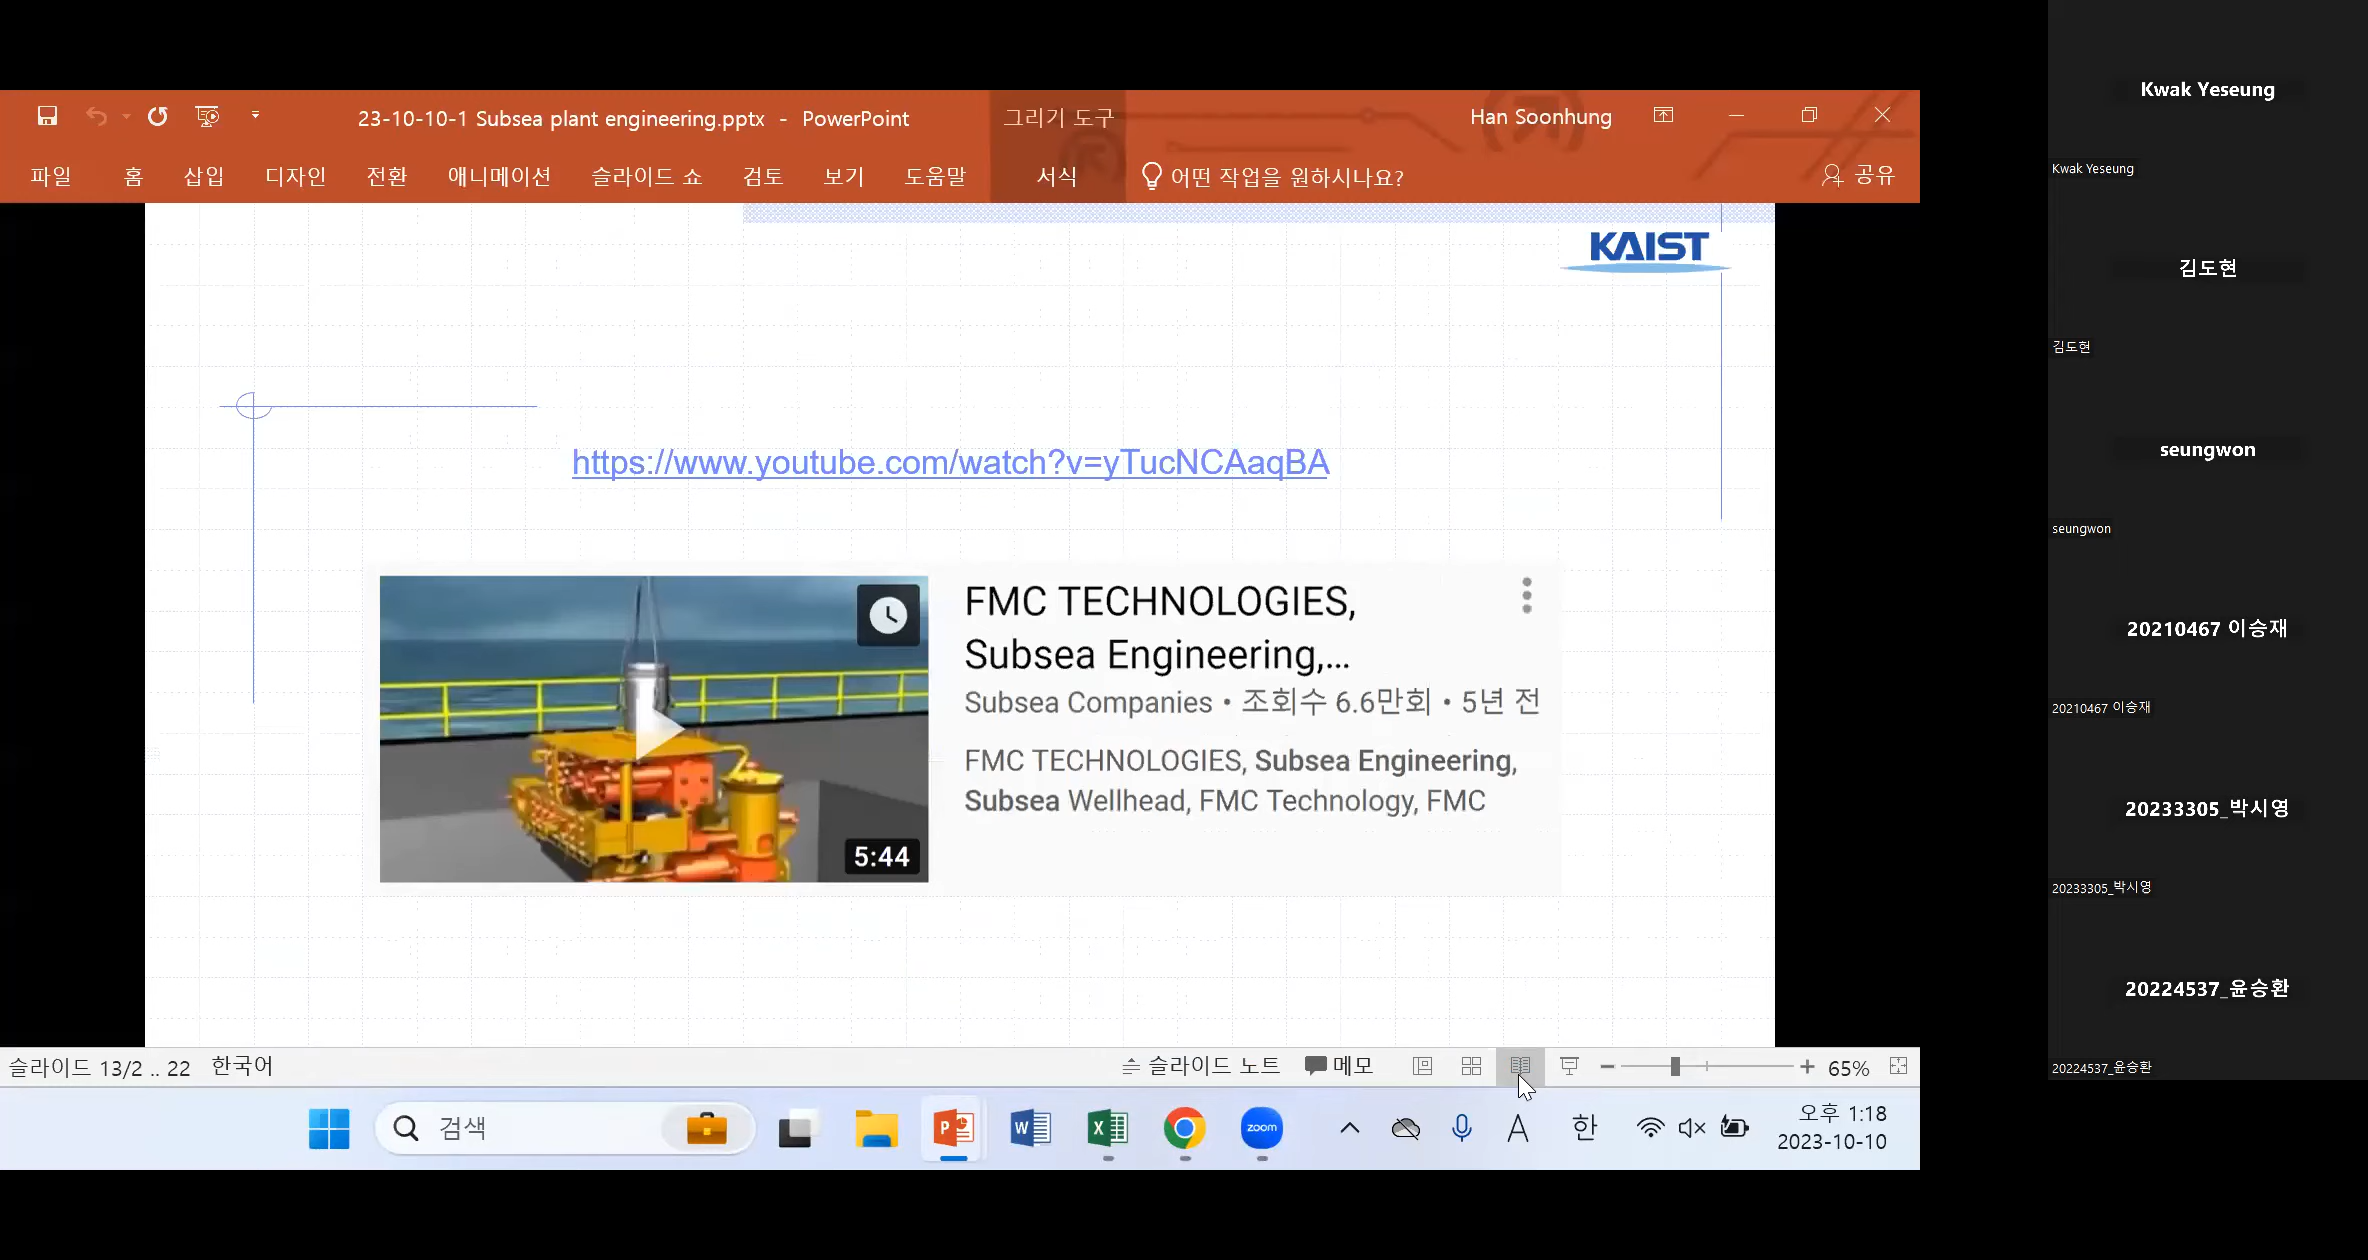 23-10-10-1 Subsea plant engineering.pptx - PowerPoint
그리기 도구
Han Soonhung
파일 홈 삽입 디자인 전환 애니메이션 슬라이드 쇼 검토 보기 도움말 서식 어떤 작업을 원하시나요? 공유
KAIST
https://www.youtube.com/watch?v=yTucNCAaqBA
FMC TECHNOLOGIES,
Subsea Engineering,...
Subsea Companies • 조회수 6.6만회 • 5년 전
FMC TECHNOLOGIES, Subsea Engineering,
Subsea Wellhead, FMC Technology, FMC
5:44
슬라이드 13/2 .. 22 한국어
슬라이드 노트 메모
65%
검색
P
W
X
zoom
A
한
오후 1:18
2023-10-10
Kwak Yeseung
Kwak Yeseung
김도현
김도현
seungwon
seungwon
20210467 이승재
20210467 이승재
20233305_박시영
20233305_박시영
20224537_윤승환
20224537_윤승환